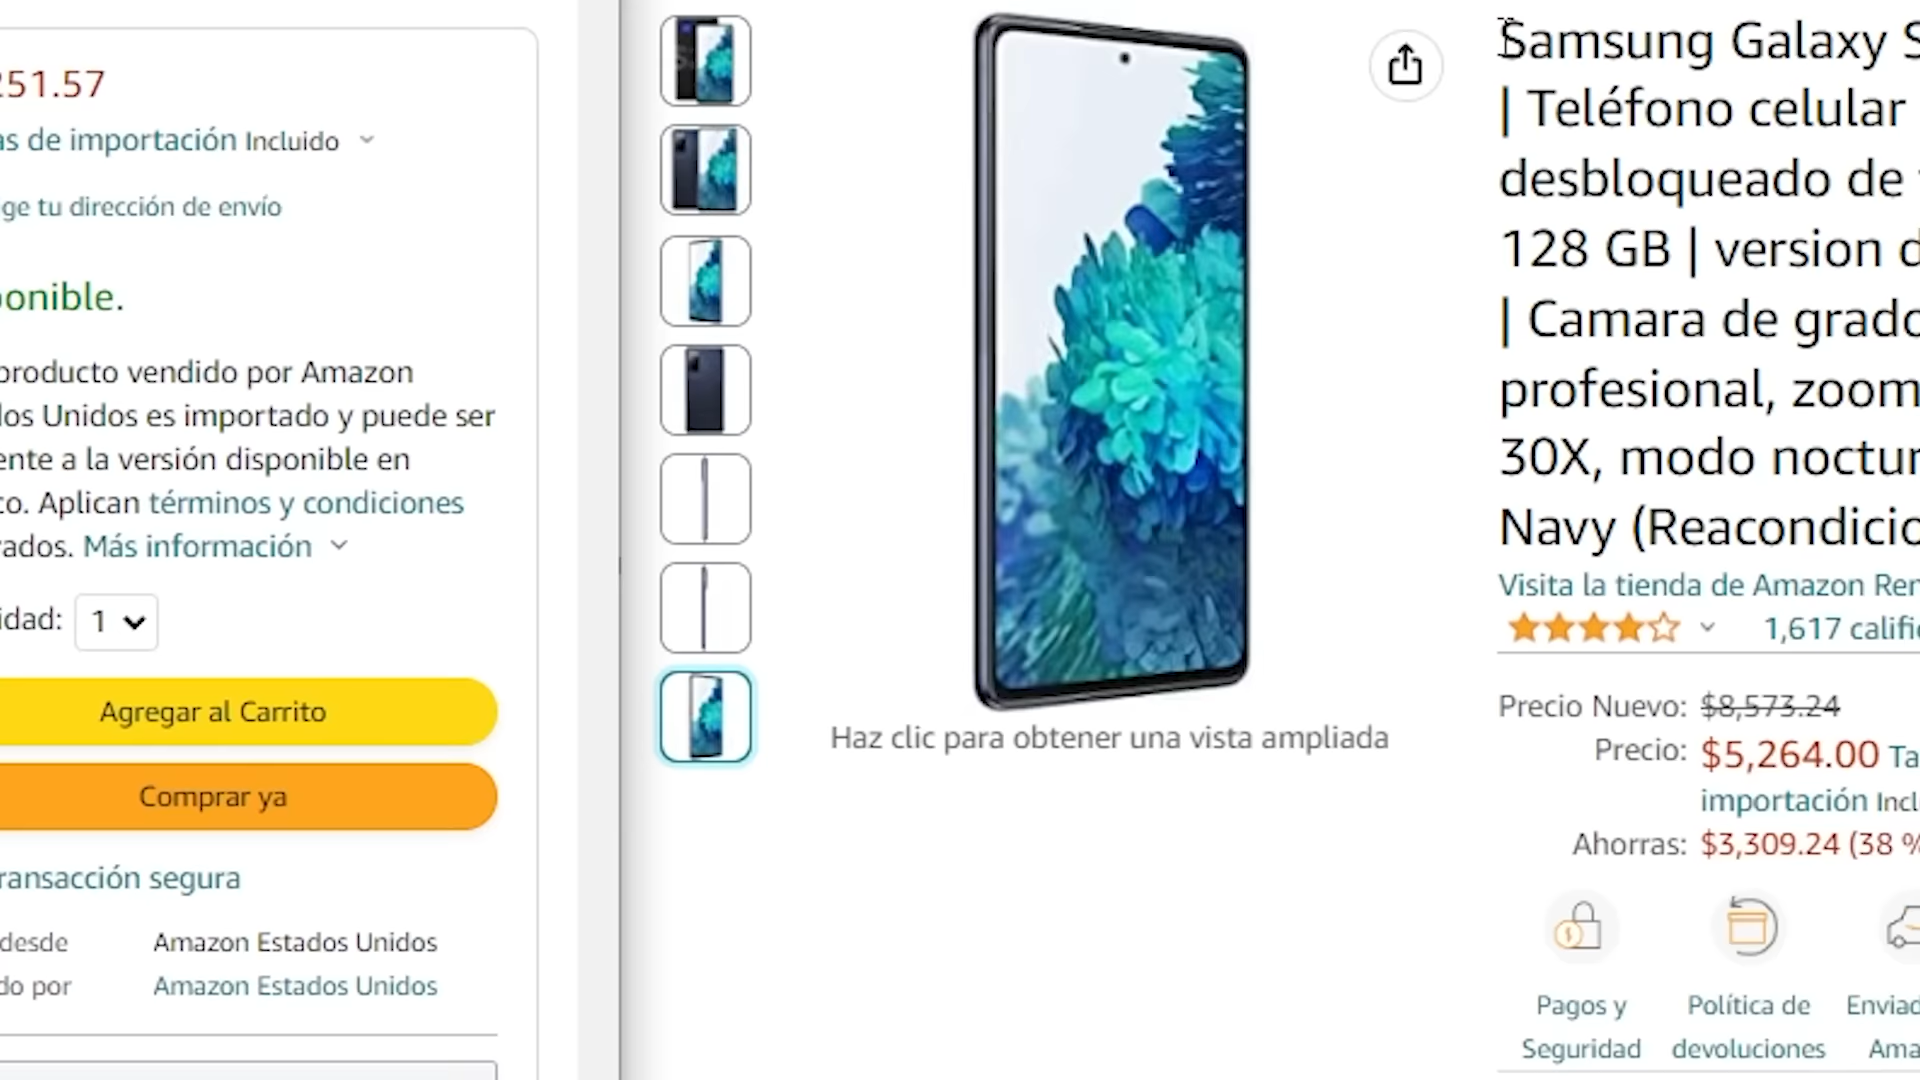 251.57
as de importación Incluido
ge tu dirección de envío
ponible.
producto vendido por Amazon
dos Unidos es importado y puede ser
ente a la versión disponible en
co. Aplican términos y condiciones
vados. Más información
idad: 1
Agregar al Carrito
Comprar ya
ransacción segura
desde Amazon Estados Unidos
do por Amazon Estados Unidos
Haz clic para obtener una vista ampliada
Samsung Galaxy S
| Teléfono celular
desbloqueado de
128 GB | version d
| Camara de grado
profesional, zoom
30X, modo noctur
Navy (Reacondicio
Visita la tienda de Amazon Ren
1,617 califi
Precio Nuevo: $8,573.24
Precio: $5,264.00 Ta
importación Incl
Ahorras: $3,309.24 (38 %
Pagos y
Seguridad
Política de
devoluciones
Enviad
Ama